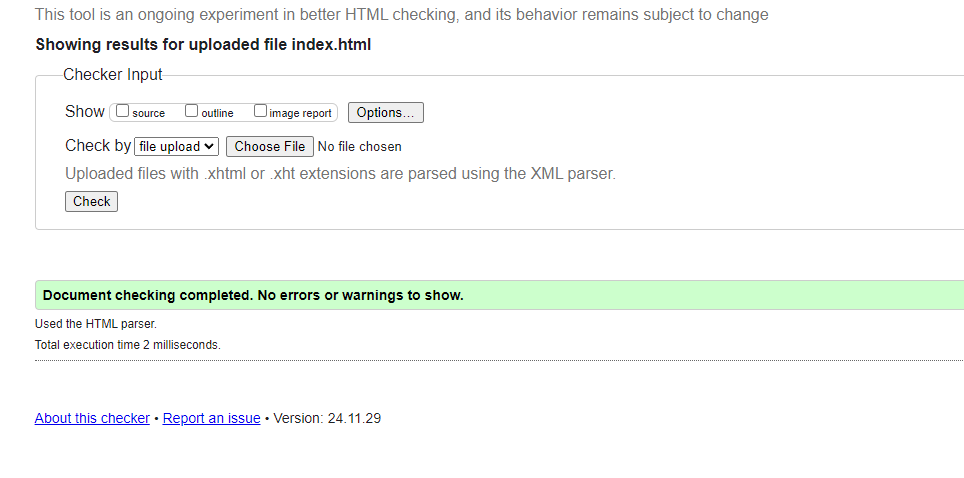 This tool is an ongoing experiment in better HTML checking, and its behavior remains subject to change
Showing results for uploaded file index.html
Checker Input
Show source outline image report Options...
Check by file upload Choose File No file chosen
Uploaded files with .xhtml or .xht extensions are parsed using the XML parser.
Check
Document checking completed. No errors or warnings to show.
Used the HTML parser.
Total execution time 2 milliseconds.
About this checker • Report an issue • Version: 24.11.29